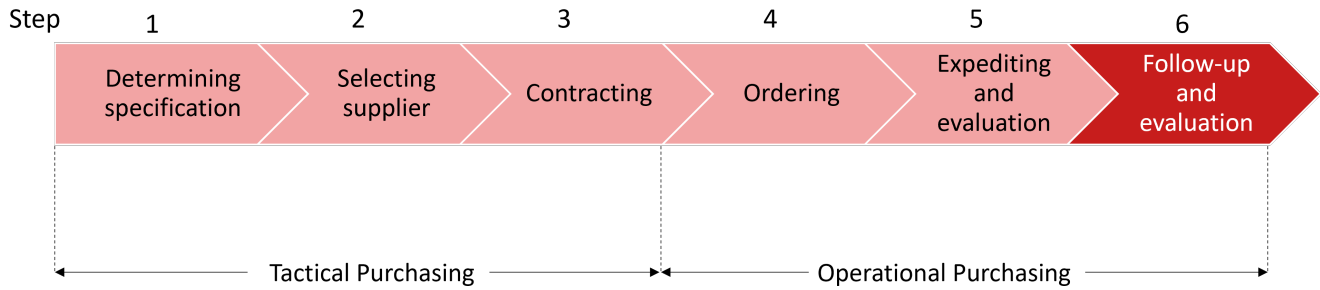 Step 1 2 3 4 5 6
Determining
specification
Selecting
supplier
Contracting
Ordering
Expediting
and
evaluation
Follow-up
and
evaluation
Tactical Purchasing
Operational Purchasing